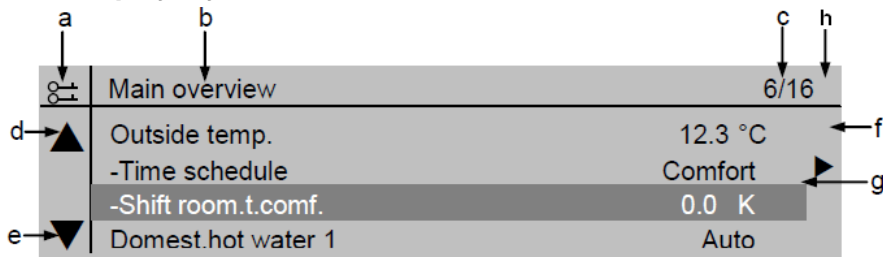 a b c h
Main overview 6/16
d Outside temp. 12.3 °C f
-Time schedule Comfort
g
-Shift room.t.comf. 0.0 K
e Domest.hot water 1 Auto